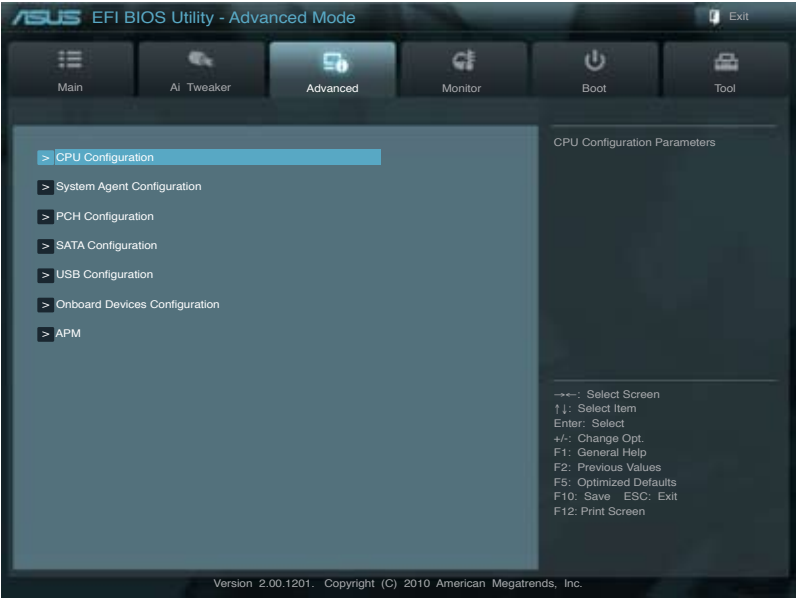 ASUS EFI BIOS Utility - Advanced Mode
Exit
Main
Ai Tweaker
Advanced
Monitor
Boot
Tool
> CPU Configuration
> System Agent Configuration
> PCH Configuration
> SATA Configuration
> USB Configuration
> Onboard Devices Configuration
> APM
CPU Configuration Parameters
→←: Select Screen
↑↓: Select Item
Enter: Select
+/-: Change Opt.
F1: General Help
F2: Previous Values
F5: Optimized Defaults
F10: Save ESC: Exit
F12: Print Screen
Version 2.00.1201. Copyright (C) 2010 American Megatrends, Inc.